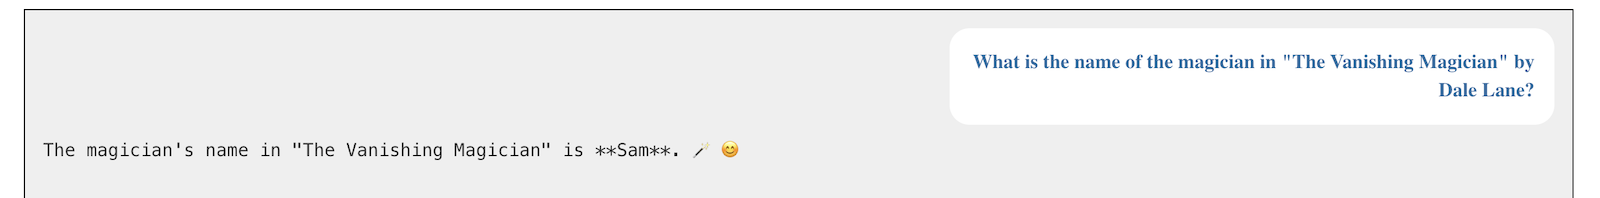 What is the name of the magician in "The Vanishing Magician" by
Dale Lane?
The magician's name in "The Vanishing Magician" is **Sam**. 🪄 😊